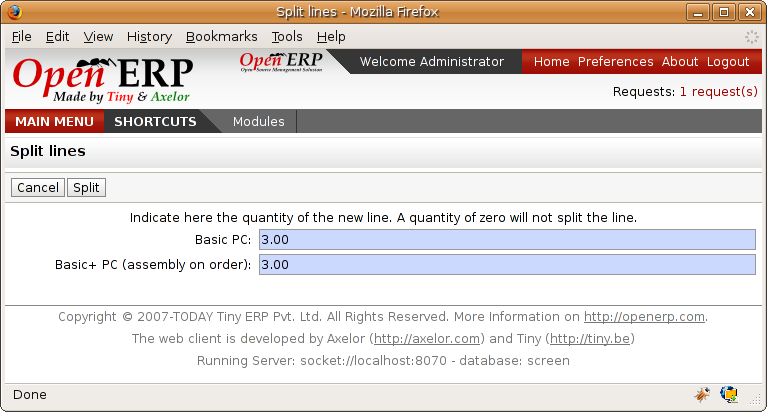 Split lines - Mozilla Firefox
File Edit View History Bookmarks Tools Help
Open ERP
Made by Tiny & Axelor
Open ERP
Open Source Management Solution
Welcome Administrator
Home Preferences About Logout
Requests: 1 request(s)
MAIN MENU SHORTCUTS Modules
Split lines
Cancel Split
Indicate here the quantity of the new line. A quantity of zero will not split the line.
Basic PC: 3.00
Basic+ PC (assembly on order): 3.00
Copyright © 2007-TODAY Tiny ERP Pvt. Ltd. All Rights Reserved. More Information on http://openerp.com.
The web client is developed by Axelor (http://axelor.com) and Tiny (http://tiny.be)
Running Server: socket://localhost:8070 - database: screen
Done